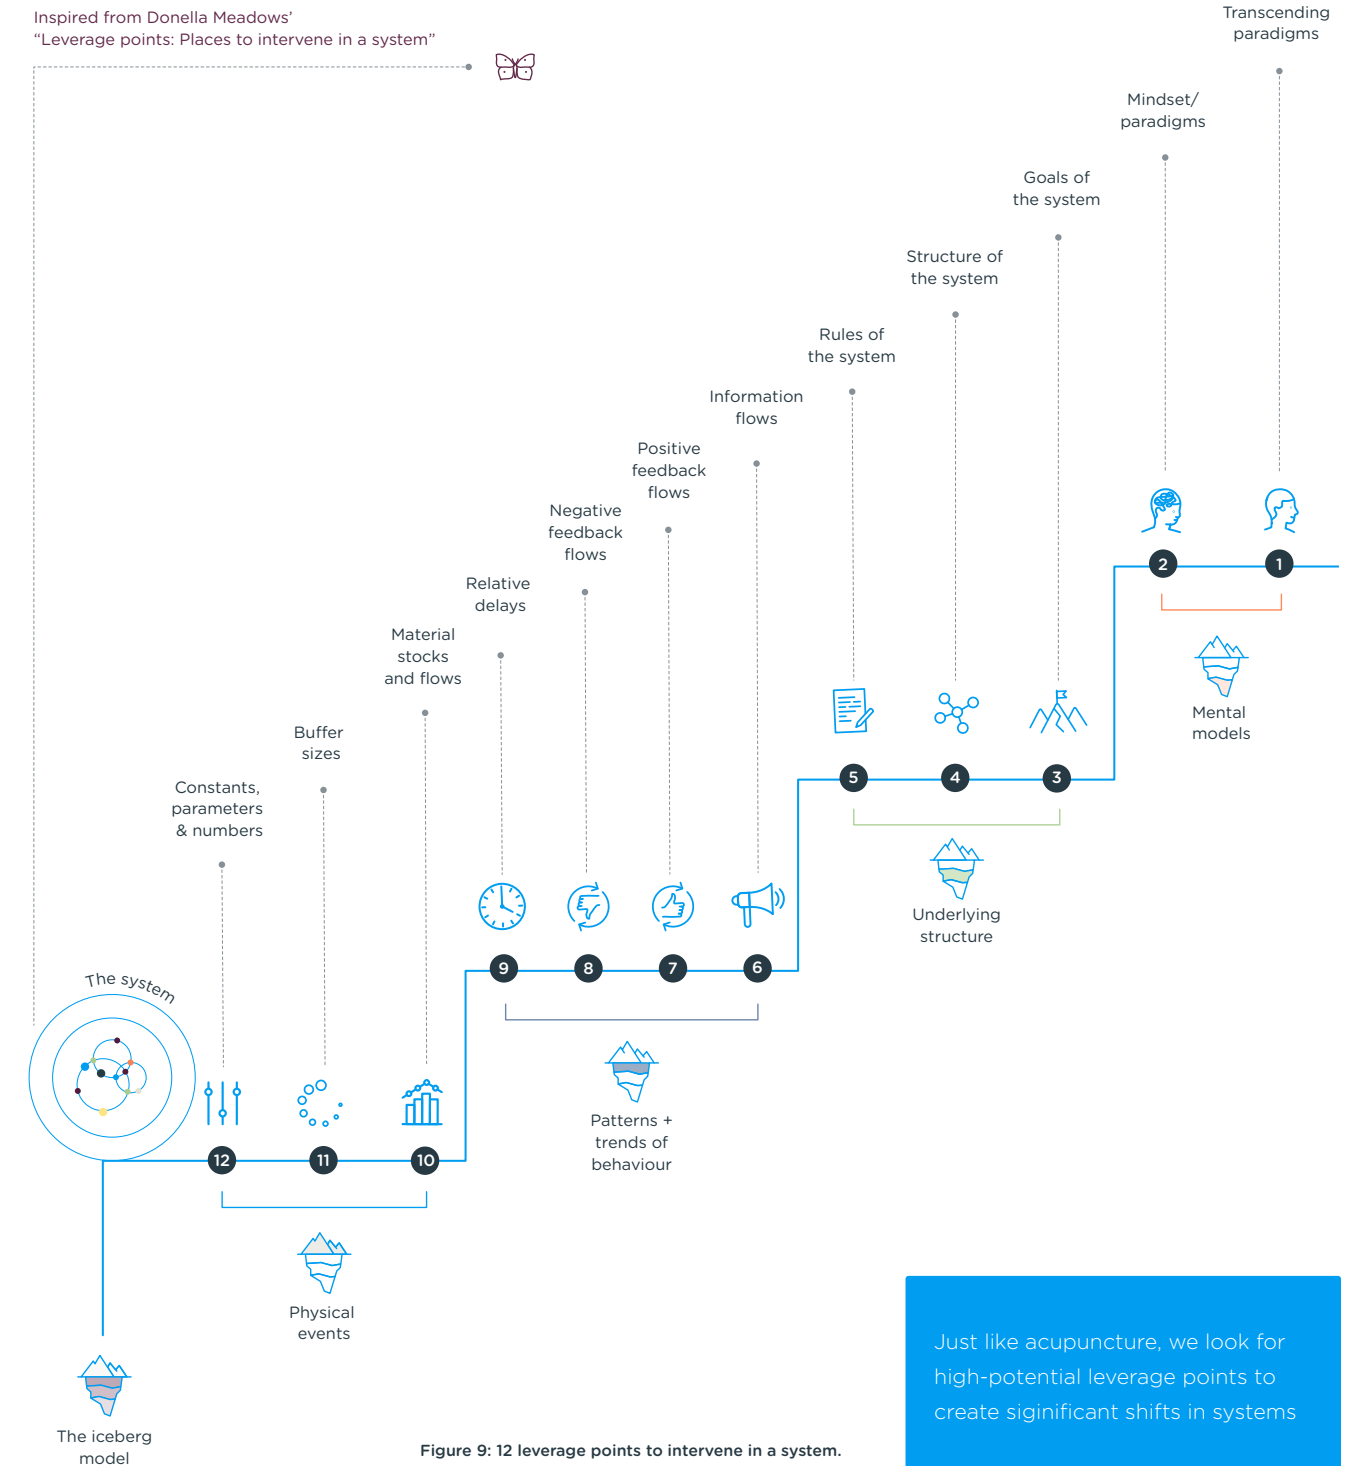 Inspired from Donella Meadows’
“Leverage points: Places to intervene in a system”
Transcending
paradigms
Mindset/
paradigms
Goals of
the system
Structure of
the system
Rules of
the system
Information
flows
Positive
feedback
flows
Negative
feedback
flows
Relative
delays
Material
stocks
and flows
Buffer
sizes
Constants,
parameters
& numbers
2
1
Mental
models
5
4
3
Underlying
structure
9
8
7
6
Patterns +
trends of
behaviour
The system
12
11
10
Physical
events
The iceberg
model
Just like acupuncture, we look for
high-potential leverage points to
create siginificant shifts in systems
Figure 9: 12 leverage points to intervene in a system.